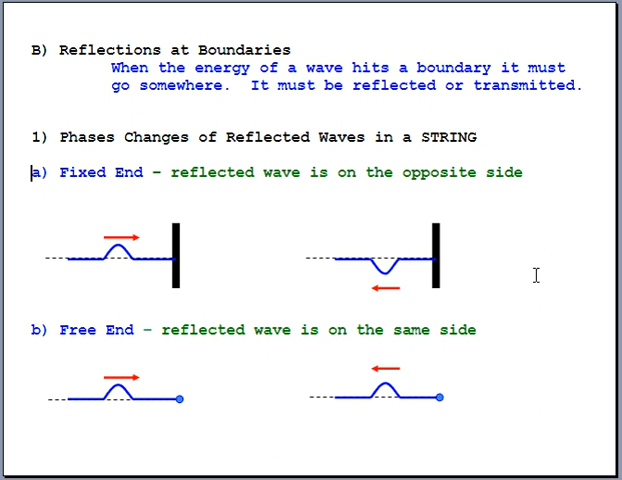 B) Reflections at Boundaries
When the energy of a wave hits a boundary it must
go somewhere. It must be reflected or transmitted.
1) Phases Changes of Reflected Waves in a STRING
a) Fixed End - reflected wave is on the opposite side
b) Free End - reflected wave is on the same side